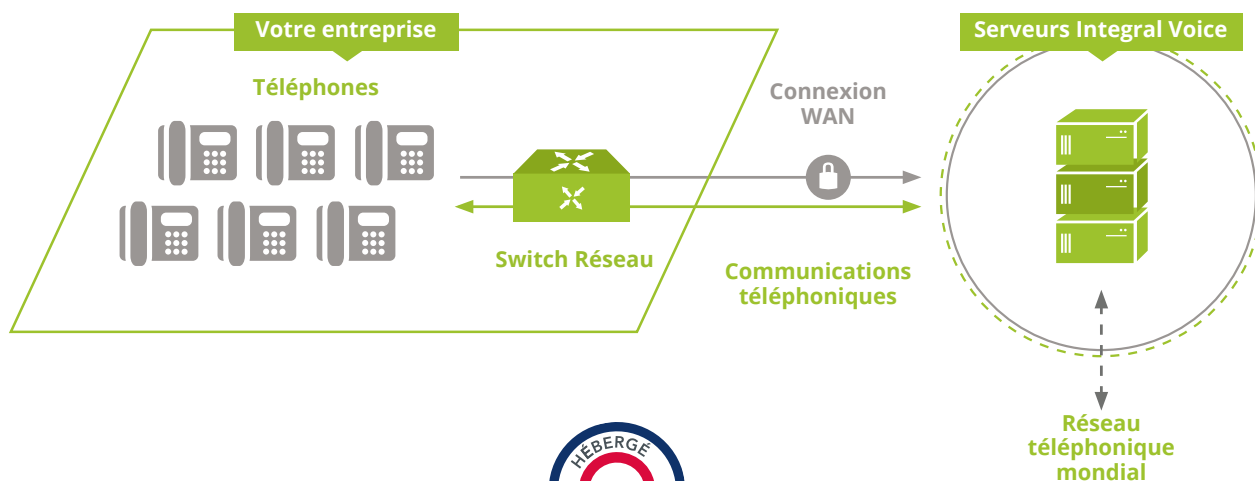 Votre entreprise
Serveurs Integral Voice
Téléphones
Connexion
WAN
Switch Réseau
Communications
téléphoniques
Réseau
téléphonique
mondial
HÉBERGÉ